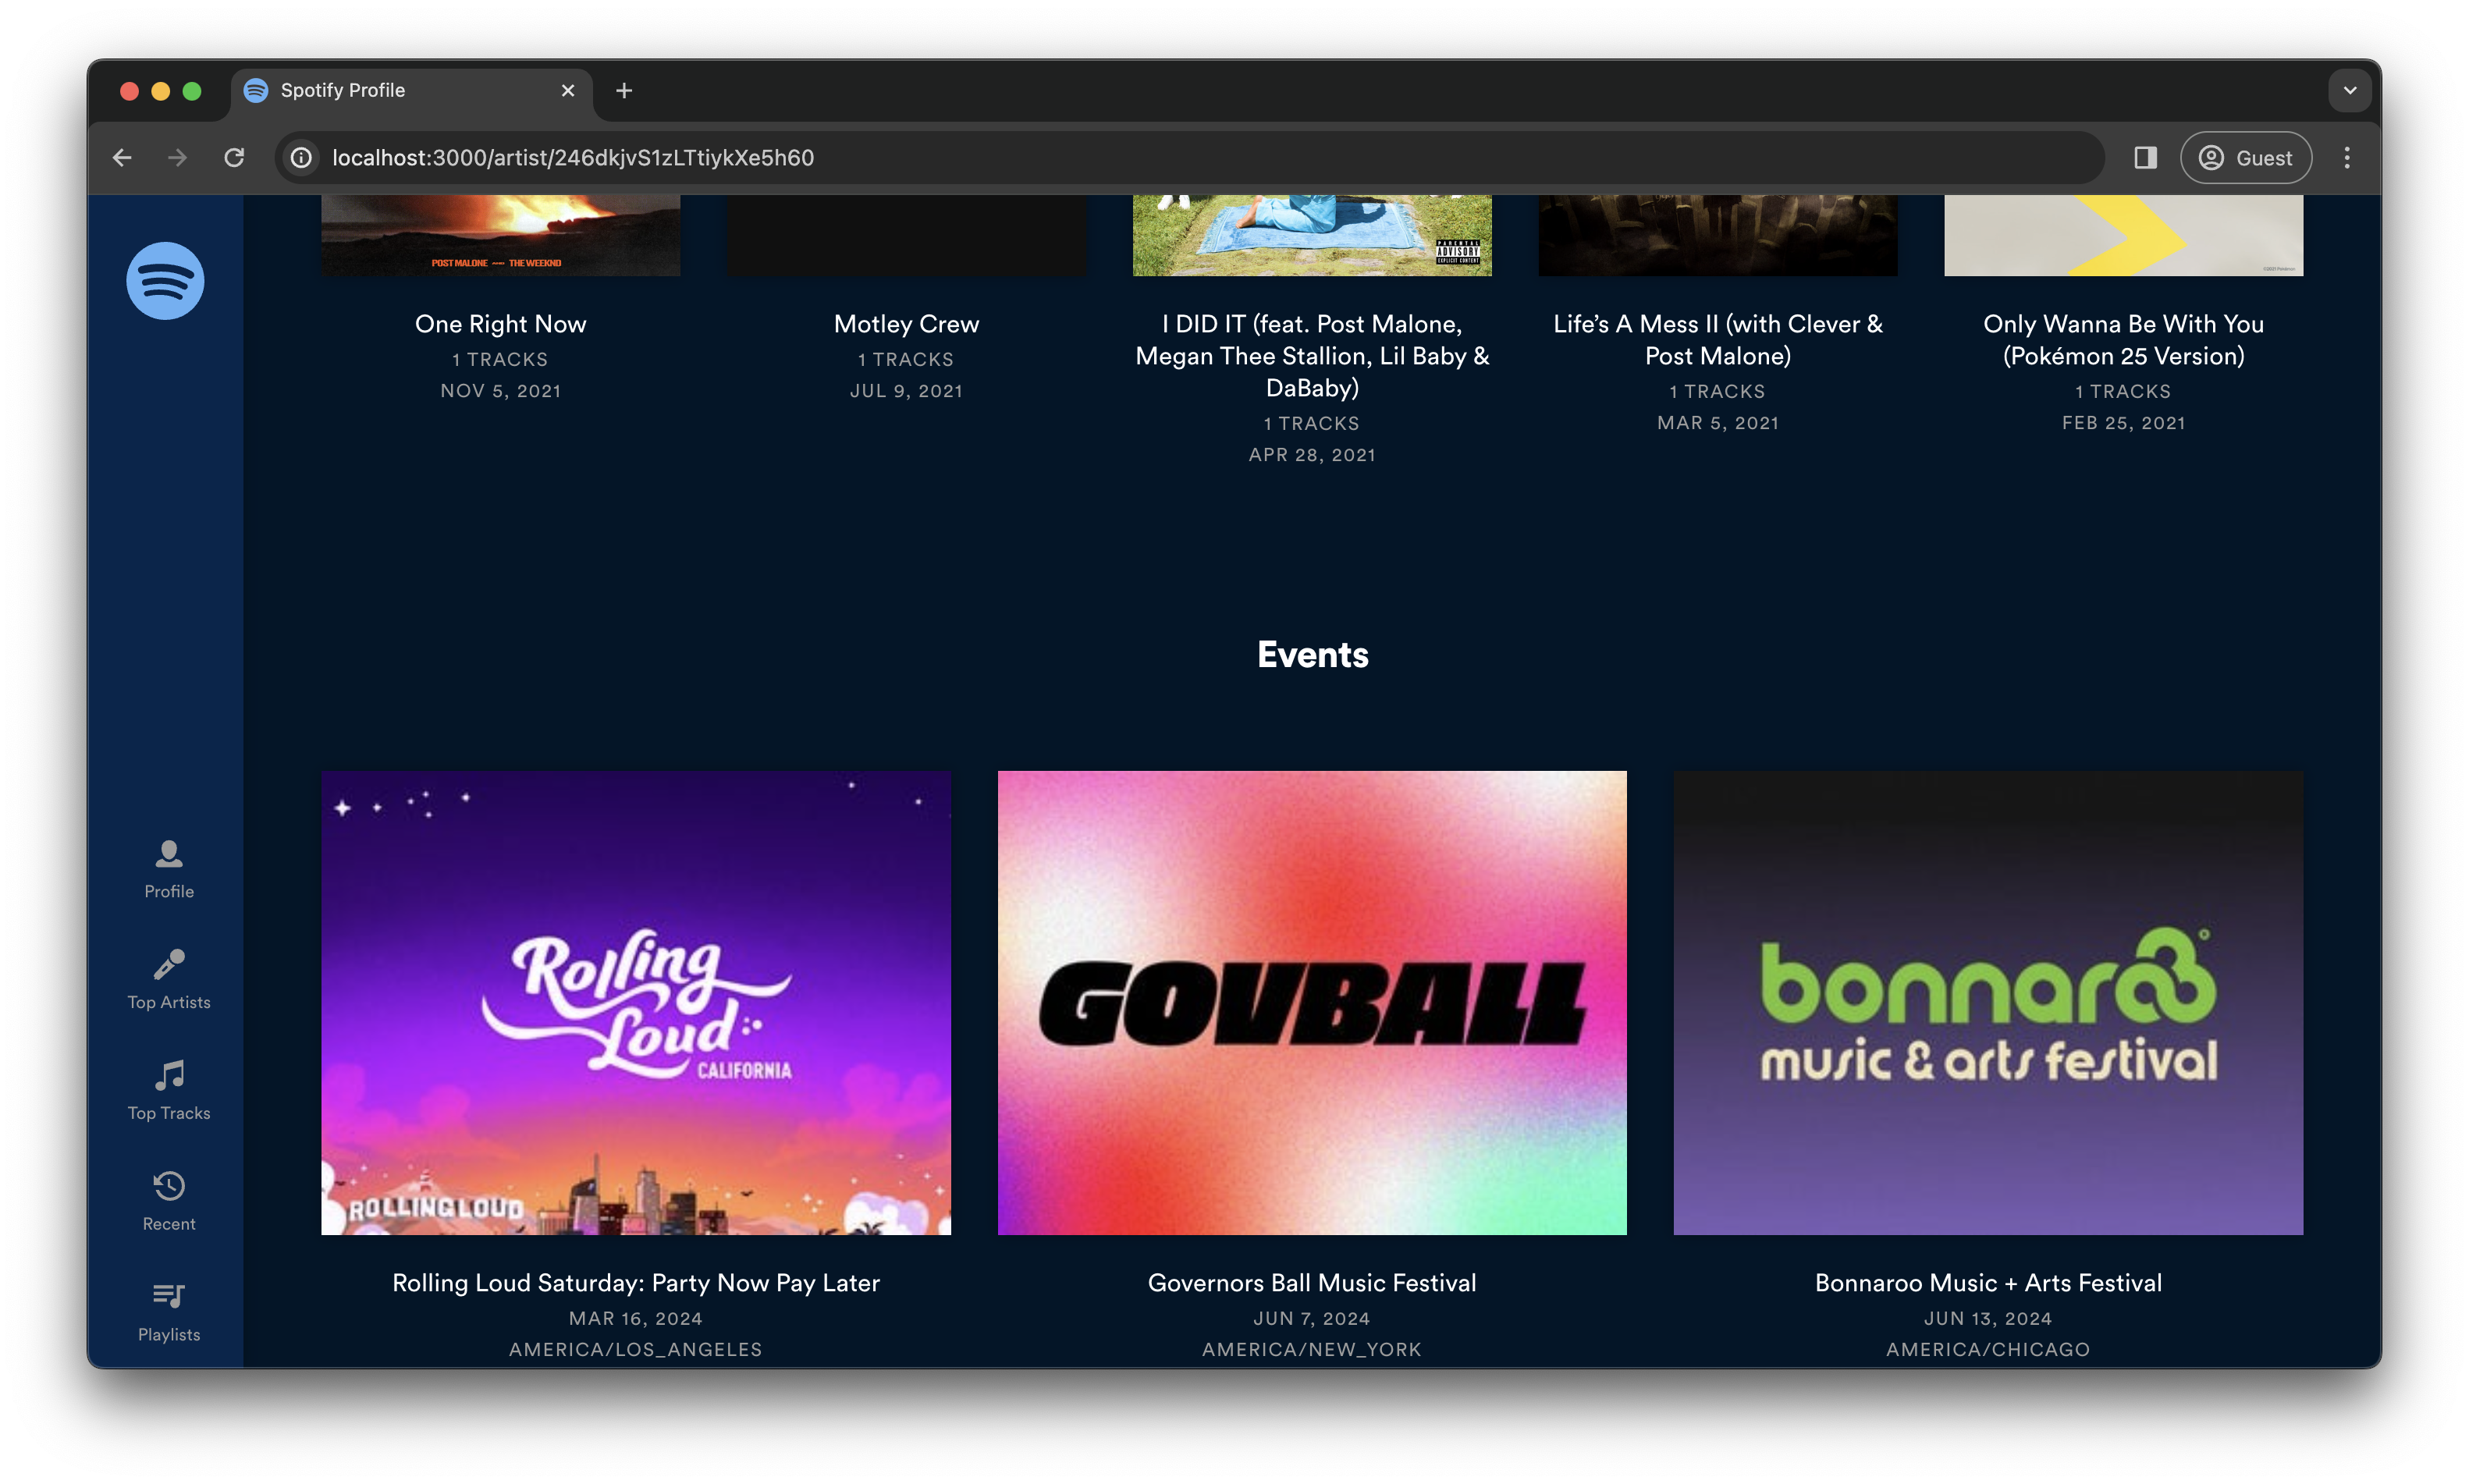 Spotify Profile
localhost:3000/artist/246dkjvS1zLTtiykXe5h60
Guest
POST MALONE THE WEEKND
PARENTAL
ADVISORY
EXPLICIT CONTENT
©2021 Pokémon
One Right Now
1 TRACKS
NOV 5, 2021
Motley Crew
1 TRACKS
JUL 9, 2021
I DID IT (feat. Post Malone,
Megan Thee Stallion, Lil Baby &
DaBaby)
1 TRACKS
APR 28, 2021
Life’s A Mess II (with Clever &
Post Malone)
1 TRACKS
MAR 5, 2021
Only Wanna Be With You
(Pokémon 25 Version)
1 TRACKS
FEB 25, 2021
Events
Profile
Top Artists
Top Tracks
Recent
Playlists
Rolling
Loud
CALIFORNIA
ROLLING LOUD
Rolling Loud Saturday: Party Now Pay Later
MAR 16, 2024
AMERICA/LOS_ANGELES
GOVBALL
Governors Ball Music Festival
JUN 7, 2024
AMERICA/NEW_YORK
bonnaroo
music & arts festival
Bonnaroo Music + Arts Festival
JUN 13, 2024
AMERICA/CHICAGO